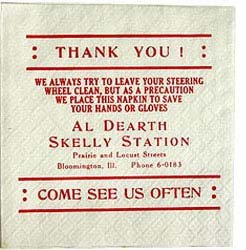 THANK YOU !
WE ALWAYS TRY TO LEAVE YOUR STEERING
WHEEL CLEAN, BUT AS A PRECAUTION
WE PLACE THIS NAPKIN TO SAVE
YOUR HANDS OR GLOVES
AL DEARTH
SKELLY STATION
Prairie and Locust Streets
Bloomington, Ill. Phone 6-0183
COME SEE US OFTEN